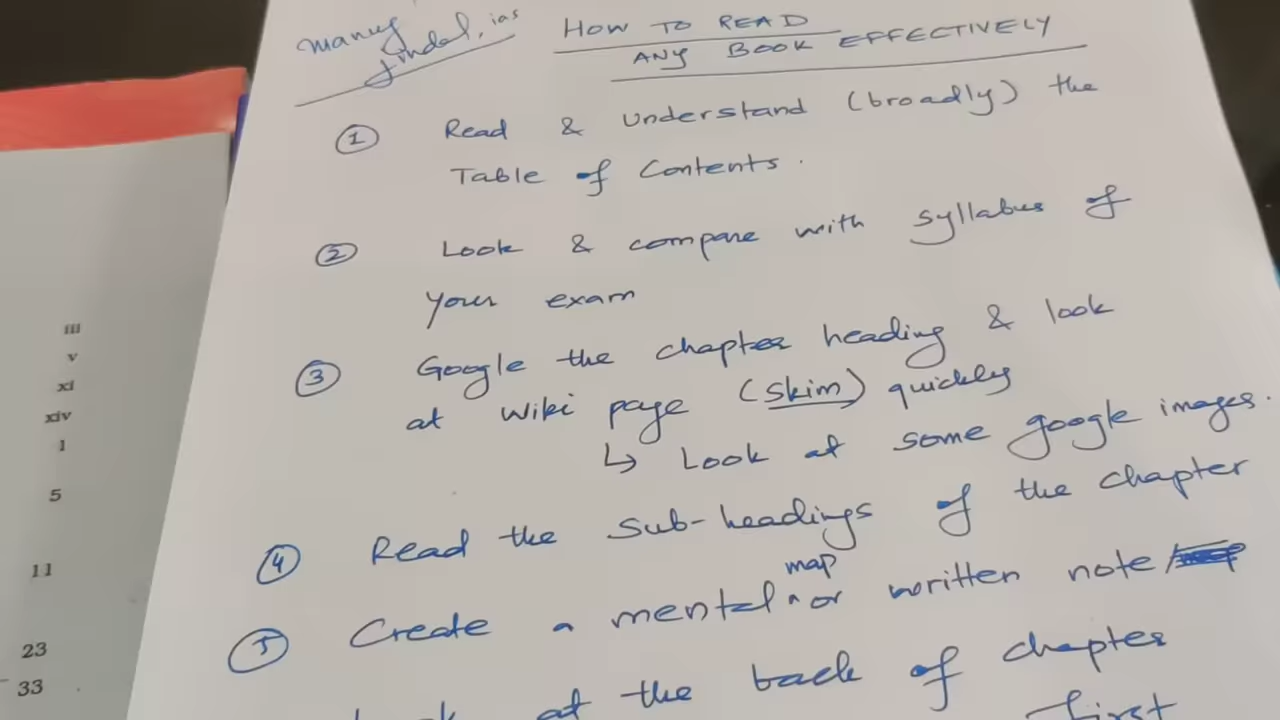 Manuj
Jindal, ias
HOW TO READ
ANY BOOK EFFECTIVELY
① Read & understand (broadly) the
Table of Contents.
② Look & compare with syllabus of
your exam
③ Google the chapter heading & look
at wiki page (skim) quickly
↳ Look at some google images.
④ Read the sub-headings of the chapter
map
⑤ Create a mental ^ or written note
at the back of chapter
first
iii
v
xi
xiv
1
5
11
23
33